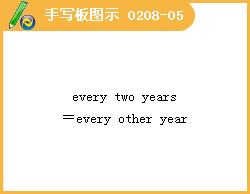 手写板图示 0208-05
every two years
=every other year